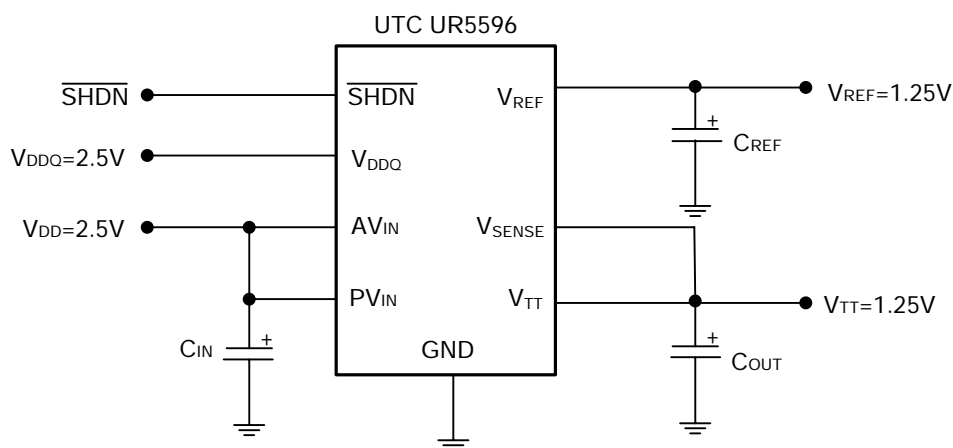 UTC UR5596
SHDN
SHDN
VREF
VREF=1.25V
CREF
VDDQ=2.5V
VDDQ
VDD=2.5V
AVIN
VSENSE
PVIN
VTT
VTT=1.25V
CIN
GND
COUT
+
+
+